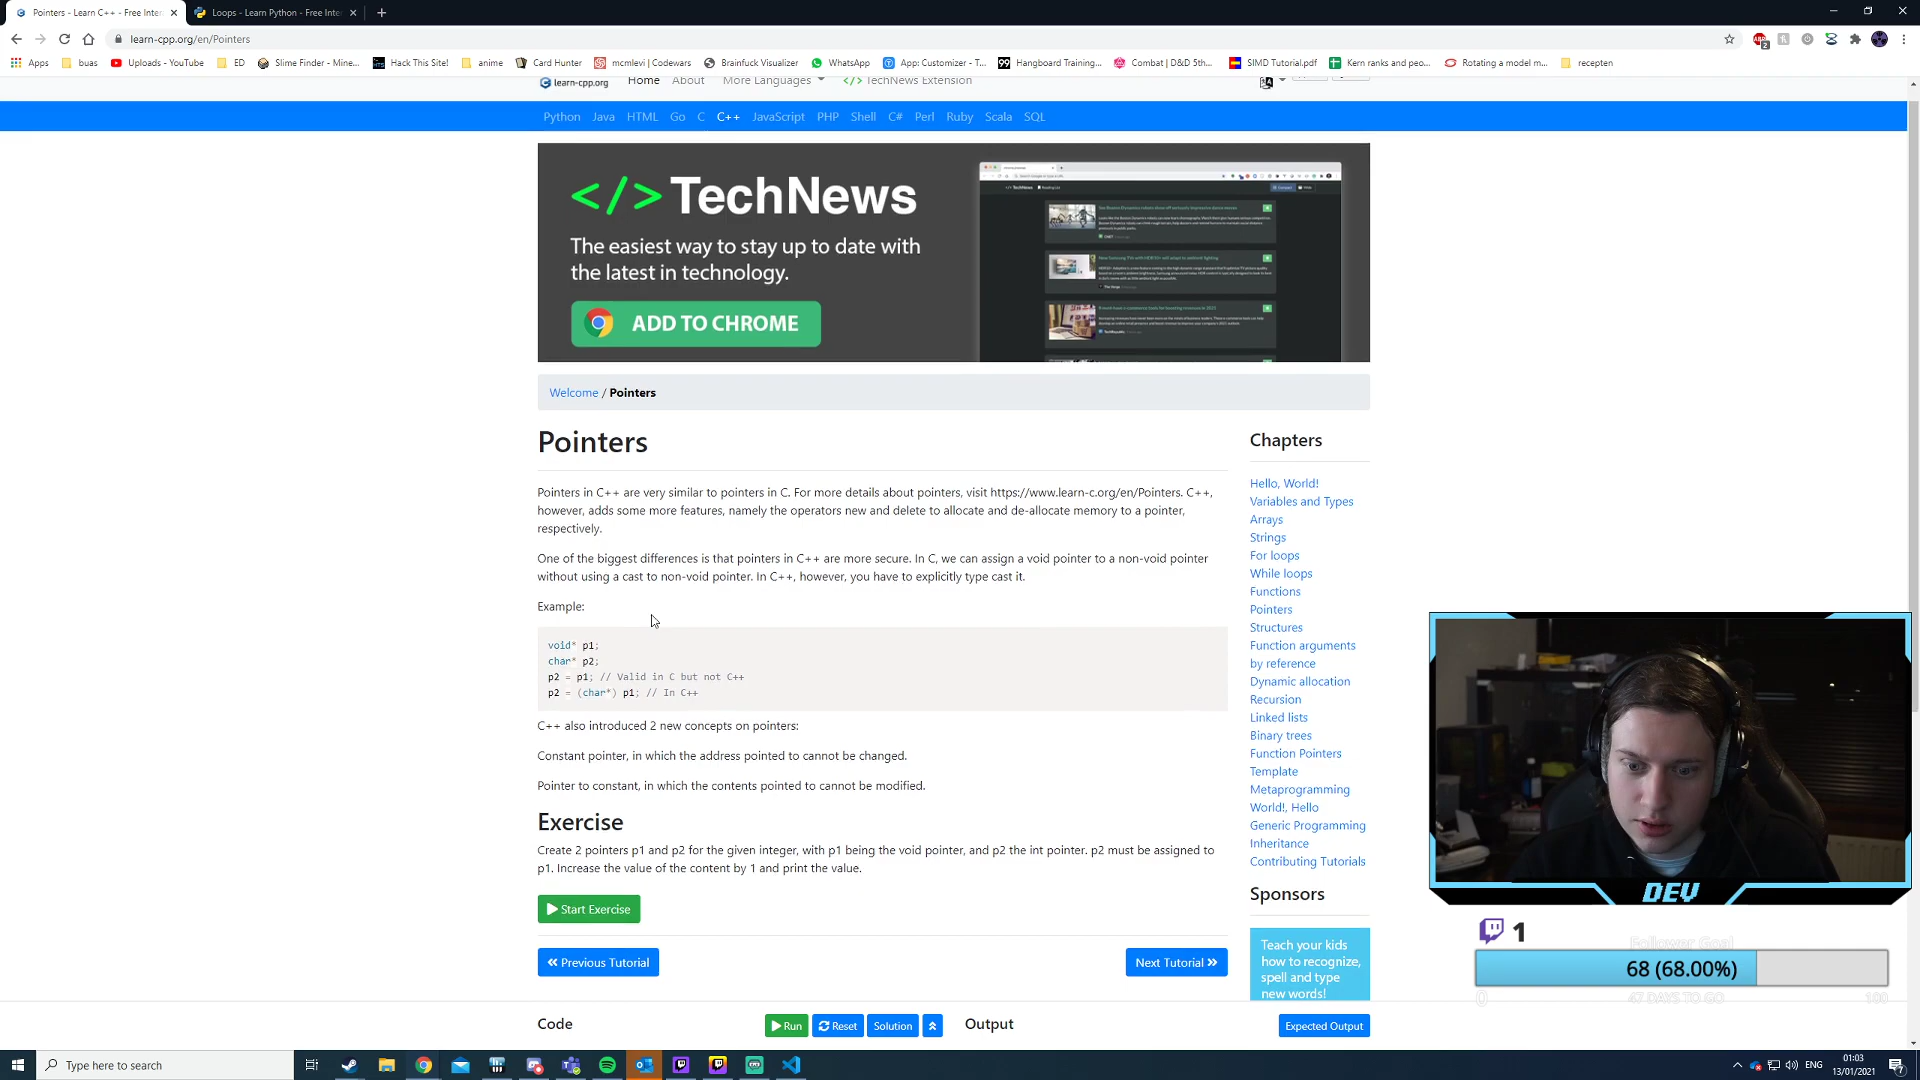 Pointers - Learn C++ - Free Inter
Loops - Learn Python - Free Inte
learn-cpp.org/en/Pointers
Apps
buas
Uploads - YouTube
ED
Slime Finder - Mine...
Hack This Site!
anime
Card Hunter
mcmlevi | Codewars
Brainfuck Visualizer
WhatsApp
App: Customizer - T...
Hangboard Training...
Combat | D&D 5th...
SIMD Tutorial.pdf
Kern ranks and peo...
Rotating a model m...
recepten
learn-cpp.org
Home
About
More Languages
</> TechNews Extension
Python Java HTML Go C C++ JavaScript PHP Shell C# Perl Ruby Scala SQL
</> TechNews
The easiest way to stay up to date with
the latest in technology.
ADD TO CHROME
Welcome / Pointers
Pointers
Pointers in C++ are very similar to pointers in C. For more details about pointers, visit https://www.learn-c.org/en/Pointers. C++,
however, adds some more features, namely the operators new and delete to allocate and de-allocate memory to a pointer,
respectively.
One of the biggest differences is that pointers in C++ are more secure. In C, we can assign a void pointer to a non-void pointer
without using a cast to non-void pointer. In C++, however, you have to explicitly type cast it.
Example:
void* p1;
char* p2;
p2 = p1; // Valid in C but not C++
p2 = (char*) p1; // In C++
C++ also introduced 2 new concepts on pointers:
Constant pointer, in which the address pointed to cannot be changed.
Pointer to constant, in which the contents pointed to cannot be modified.
Exercise
Create 2 pointers p1 and p2 for the given integer, with p1 being the void pointer, and p2 the int pointer. p2 must be assigned to
p1. Increase the value of the content by 1 and print the value.
Start Exercise
Previous Tutorial
Next Tutorial
Chapters
Hello, World!
Variables and Types
Arrays
Strings
For loops
While loops
Functions
Pointers
Structures
Function arguments
by reference
Dynamic allocation
Recursion
Linked lists
Binary trees
Function Pointers
Template
Metaprogramming
World!, Hello
Generic Programming
Inheritance
Contributing Tutorials
Sponsors
Teach your kids
how to recognize,
spell and type
new words!
DEV
1
Follower Goal
68 (68.00%)
0
47 DAYS TO GO
100
Code
Run
Reset
Solution
Output
Expected Output
Type here to search
ENG
01:03
13/01/2021